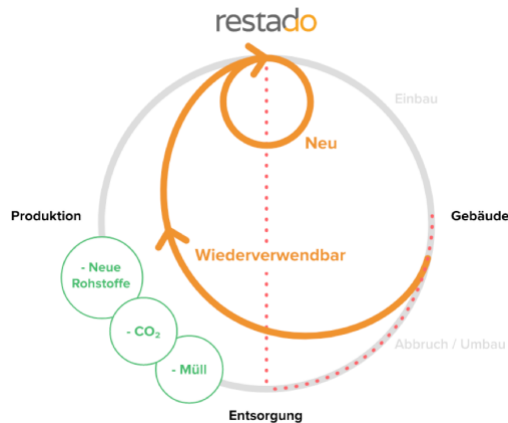 restado
Einbau
Neu
Produktion
Gebäude
Wiederverwendbar
- Neue
Rohstoffe
- CO₂
Abbruch / Umbau
- Müll
Entsorgung